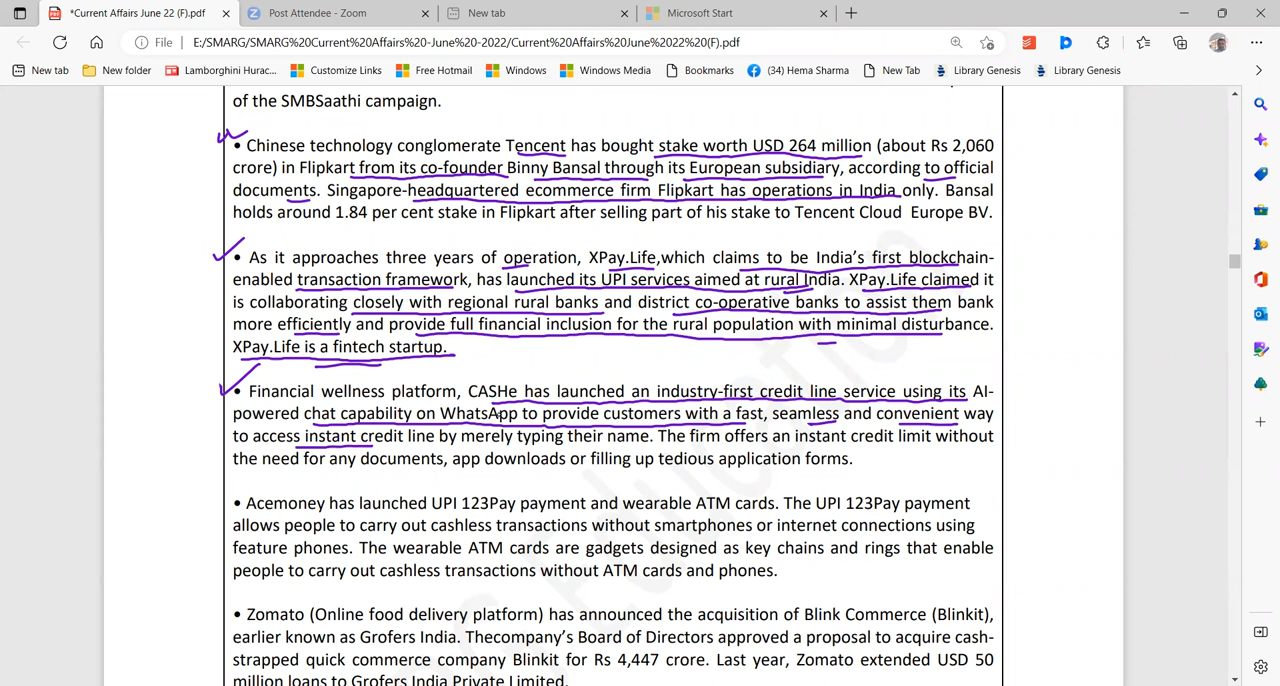 *Current Affairs June 22 (F).pdf
Post Attendee - Zoom
New tab
Microsoft Start
File
E:/SMARG/SMARG%20Current%20Affairs%20-June%20-2022/Current%20Affairs%20June%2022%20(F).pdf
New tab
New folder
Lamborghini Hurac...
Customize Links
Free Hotmail
Windows
Windows Media
Bookmarks
(34) Hema Sharma
New Tab
Library Genesis
Library Genesis
of the SMBSaathi campaign.
• Chinese technology conglomerate Tencent has bought stake worth USD 264 million (about Rs 2,060
crore) in Flipkart from its co-founder Binny Bansal through its European subsidiary, according to official
documents. Singapore-headquartered ecommerce firm Flipkart has operations in India only. Bansal
holds around 1.84 per cent stake in Flipkart after selling part of his stake to Tencent Cloud Europe BV.
• As it approaches three years of operation, XPay.Life,which claims to be India's first blockchain-
enabled transaction framework, has launched its UPI services aimed at rural India. XPay.Life claimed it
is collaborating closely with regional rural banks and district co-operative banks to assist them bank
more efficiently and provide full financial inclusion for the rural population with minimal disturbance.
XPay.Life is a fintech startup.
• Financial wellness platform, CASHe has launched an industry-first credit line service using its AI-
powered chat capability on WhatsApp to provide customers with a fast, seamless and convenient way
to access instant credit line by merely typing their name. The firm offers an instant credit limit without
the need for any documents, app downloads or filling up tedious application forms.
• Acemoney has launched UPI 123Pay payment and wearable ATM cards. The UPI 123Pay payment
allows people to carry out cashless transactions without smartphones or internet connections using
feature phones. The wearable ATM cards are gadgets designed as key chains and rings that enable
people to carry out cashless transactions without ATM cards and phones.
• Zomato (Online food delivery platform) has announced the acquisition of Blink Commerce (Blinkit),
earlier known as Grofers India. Thecompany's Board of Directors approved a proposal to acquire cash-
strapped quick commerce company Blinkit for Rs 4,447 crore. Last year, Zomato extended USD 50
million loans to Grofers India Private Limited.